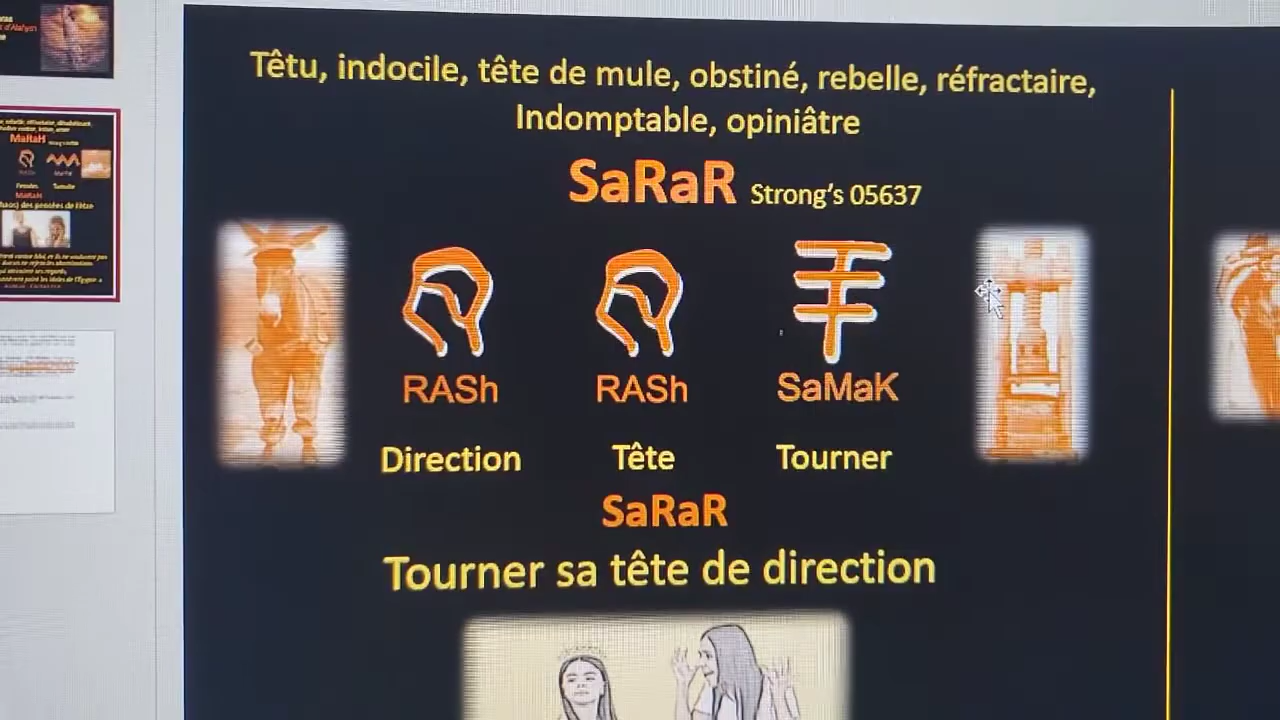 Têtu, indocile, tête de mule, obstiné, rebelle, réfractaire,
Indomptable, opiniâtre
SaRaR Strong's 05637
RASh RASh SaMaK
Direction Tête Tourner
SaRaR
Tourner sa tête de direction
MaRaH